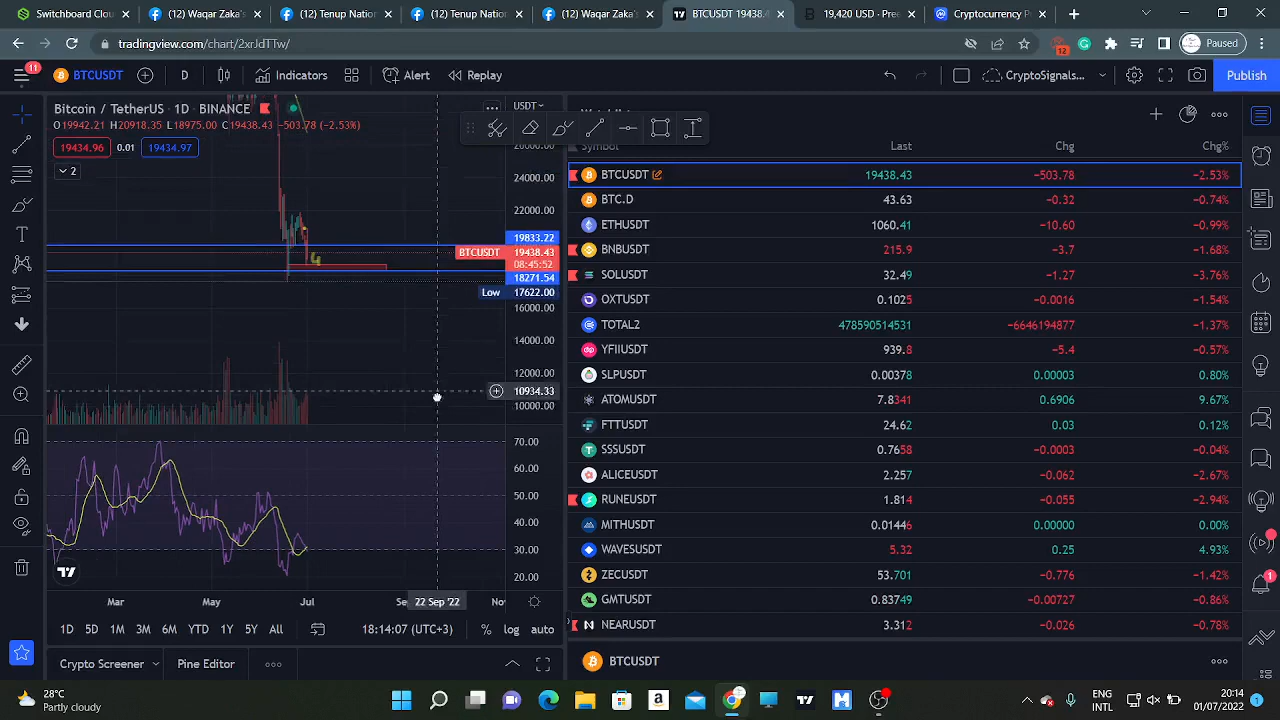 Switchboard Clou
(12) Waqar Zaka's
(12) Tenup Nation
(12) Tenup Nation
(12) Waqar Zaka's
BTCUSDT 19438.4
19,420 USD - Pree
Cryptocurrency P
tradingview.com/chart/2xrJdTTw/
12
Paused
11
BTCUSDT
D
Indicators
Alert
Replay
CryptoSignals...
Publish
Bitcoin / TetherUS · 1D · BINANCE
O19942.21 H20918.35 L18975.00 C19438.43 −503.78 (−2.53%)
19434.96
0.01
19434.97
2
USDT
26000.00
24000.00
22000.00
19833.22
BTCUSDT
19438.43
08:45:52
18271.54
Low
17622.00
16000.00
14000.00
12000.00
10934.33
10000.00
70.00
60.00
50.00
40.00
30.00
20.00
Mar
May
Jul
Se
22 Sep '22
Nov
1D
5D
1M
3M
6M
YTD
1Y
5Y
All
18:14:07 (UTC+3)
%
log
auto
Crypto Screener
Pine Editor
Symbol
Last
Chg
Chg%
BTCUSDT 19438.43 −503.78 −2.53%
BTC.D 43.63 −0.32 −0.74%
ETHUSDT 1060.41 −10.60 −0.99%
BNBUSDT 215.9 −3.7 −1.68%
SOLUSDT 32.49 −1.27 −3.76%
OXTUSDT 0.1025 −0.0016 −1.54%
TOTAL2 478590514531 −6646194877 −1.37%
YFIIUSDT 939.8 −5.4 −0.57%
SLPUSDT 0.00378 0.00003 0.80%
ATOMUSDT 7.8341 0.6906 9.67%
FTTUSDT 24.62 0.03 0.12%
SSSUSDT 0.7658 −0.0003 −0.04%
ALICEUSDT 2.257 −0.062 −2.67%
RUNEUSDT 1.814 −0.055 −2.94%
MITHUSDT 0.01446 0.00000 0.00%
WAVESUSDT 5.32 0.25 4.93%
ZECUSDT 53.701 −0.776 −1.42%
GMTUSDT 0.83749 −0.00727 −0.86%
NEARUSDT 3.312 −0.026 −0.78%
BTCUSDT
1
28°C
Partly cloudy
ENG
INTL
20:14
01/07/2022
1